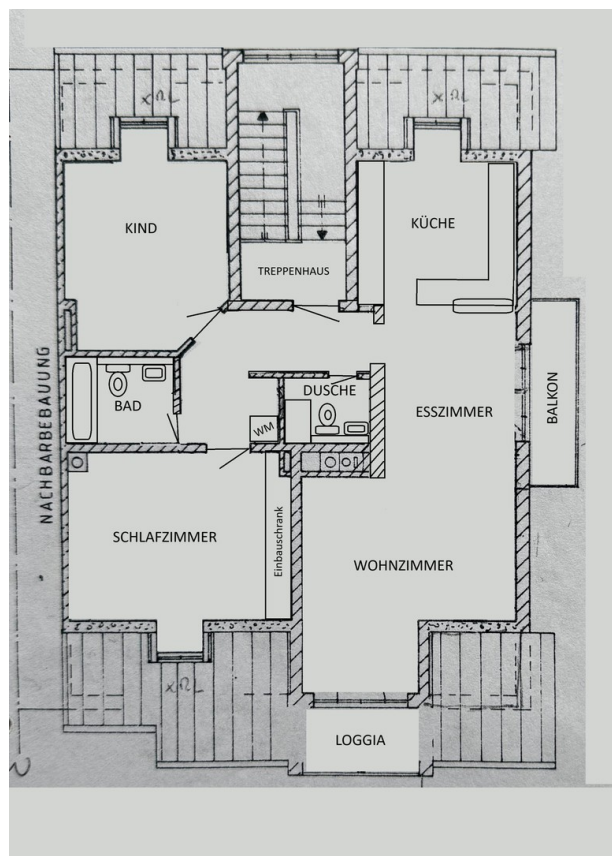 KIND
KÜCHE
TREPPENHAUS
BAD
DUSCHE
WM
ESSZIMMER
BALKON
NACHBARBEBAUUNG
SCHLAFZIMMER
Einbauschrank
WOHNZIMMER
LOGGIA